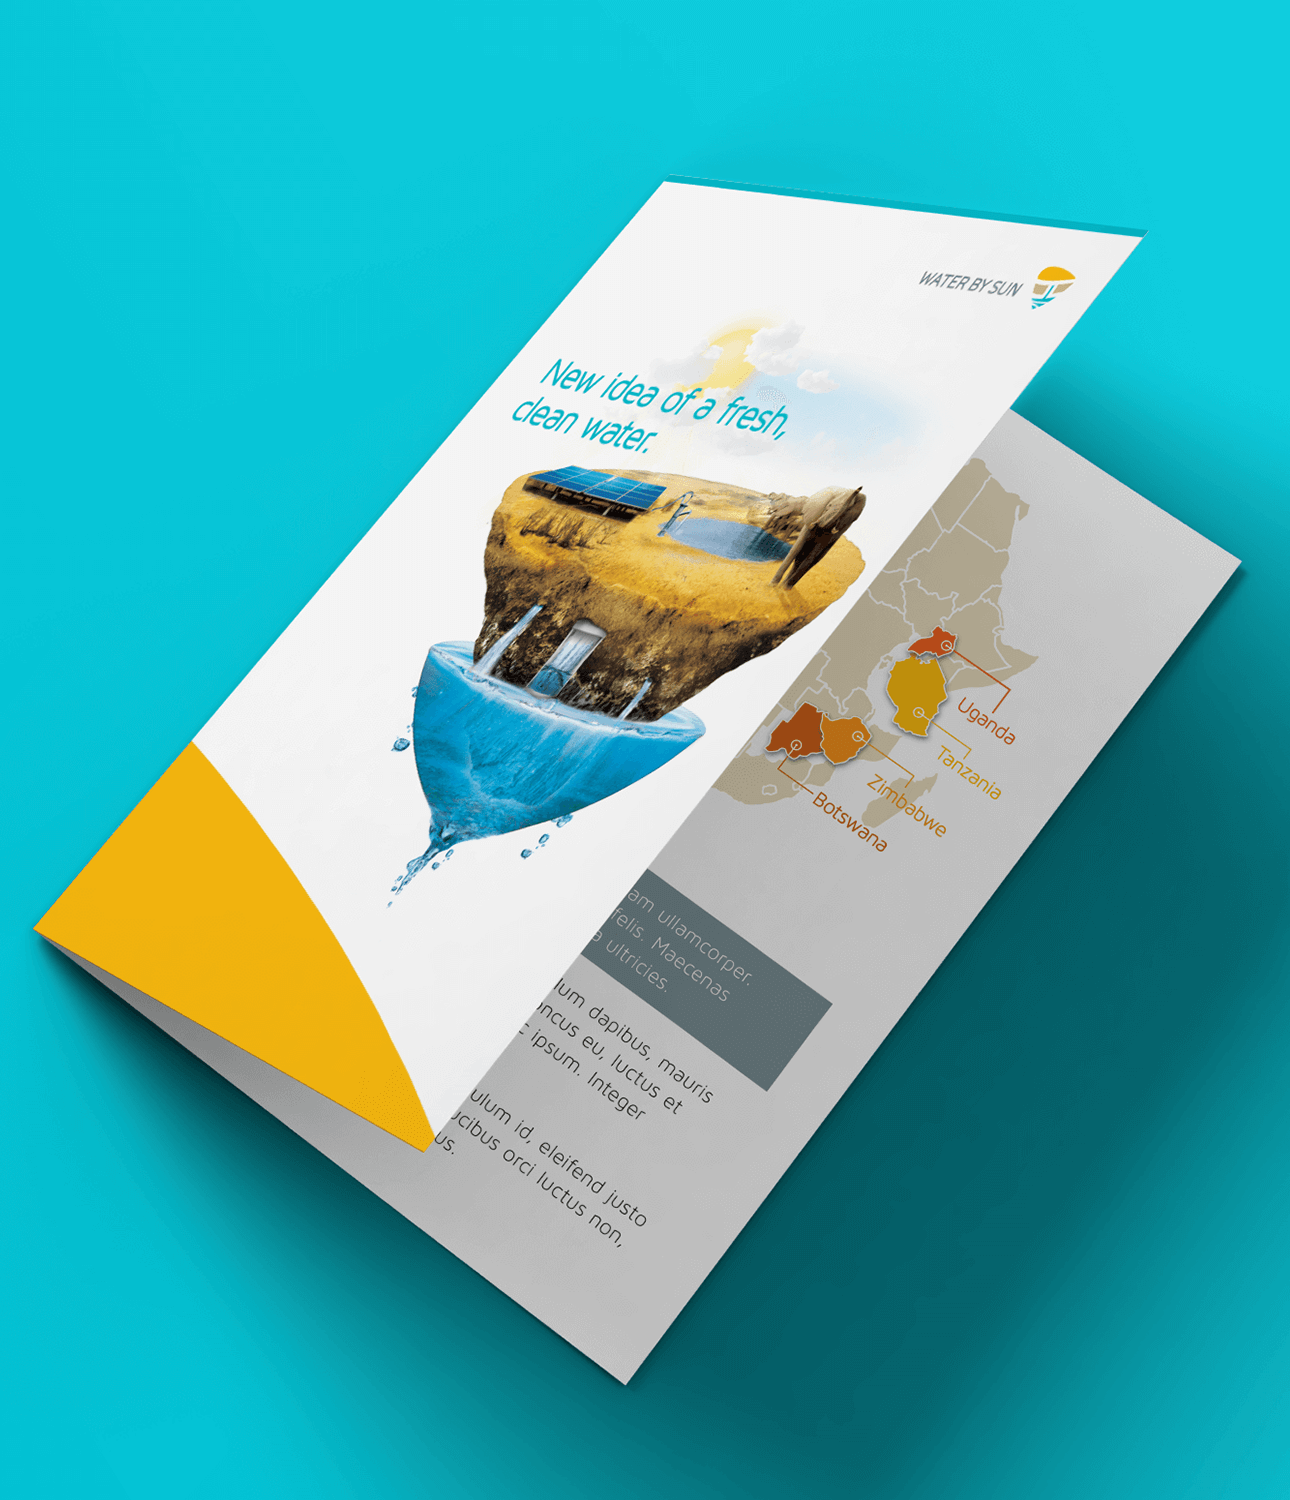 WATER BY SUN
New idea of a fresh,
clean water.
Uganda
Tanzania
Zimbabwe
Botswana
am ullamcorper.
felis. Maecenas
a ultricies.
lum dapibus, mauris
oncus eu, luctus et
c ipsum. Integer
ulum id, eleifend justo
ucibus orci luctus non,
us.